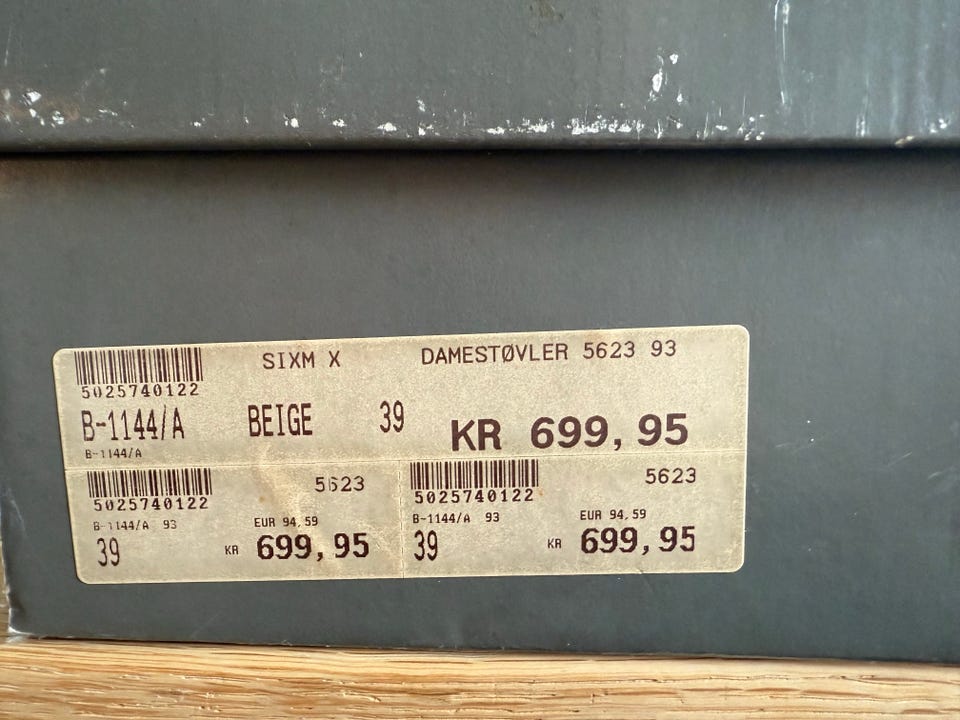 SIXM X DAMESTØVLER 5623 93
5025740122
B-1144/A BEIGE 39 KR 699,95
B-1144/A
5623
5025740122
B-1144/A 93 EUR 94,59
39 KR 699,95
5623
5025740122
B-1144/A 93 EUR 94,59
39 KR 699,95